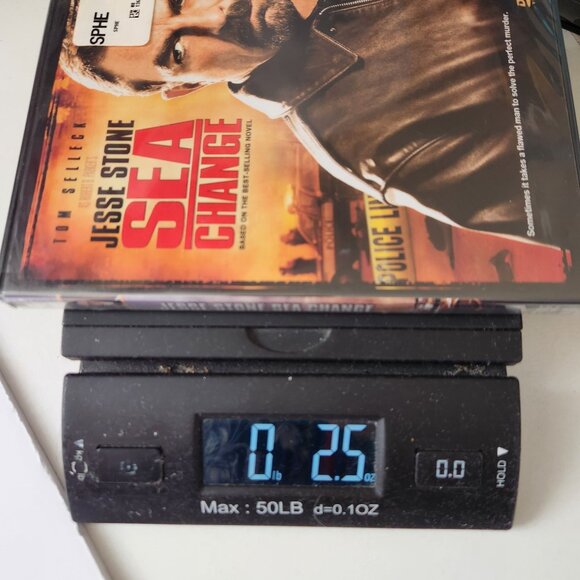 SPHE
SPHE
TOM SELLECK
JESSE STONE
SEA
CHANGE
BASED ON THE BEST-SELLING NOVEL
POLICE
POLICE LI
Sometimes it takes a flawed man to solve the perfect murder.
JESSE STONE SEA CHANGE
0 lb 2.5 oz
0.0
HOLD
Max : 50LB d=0.1OZ